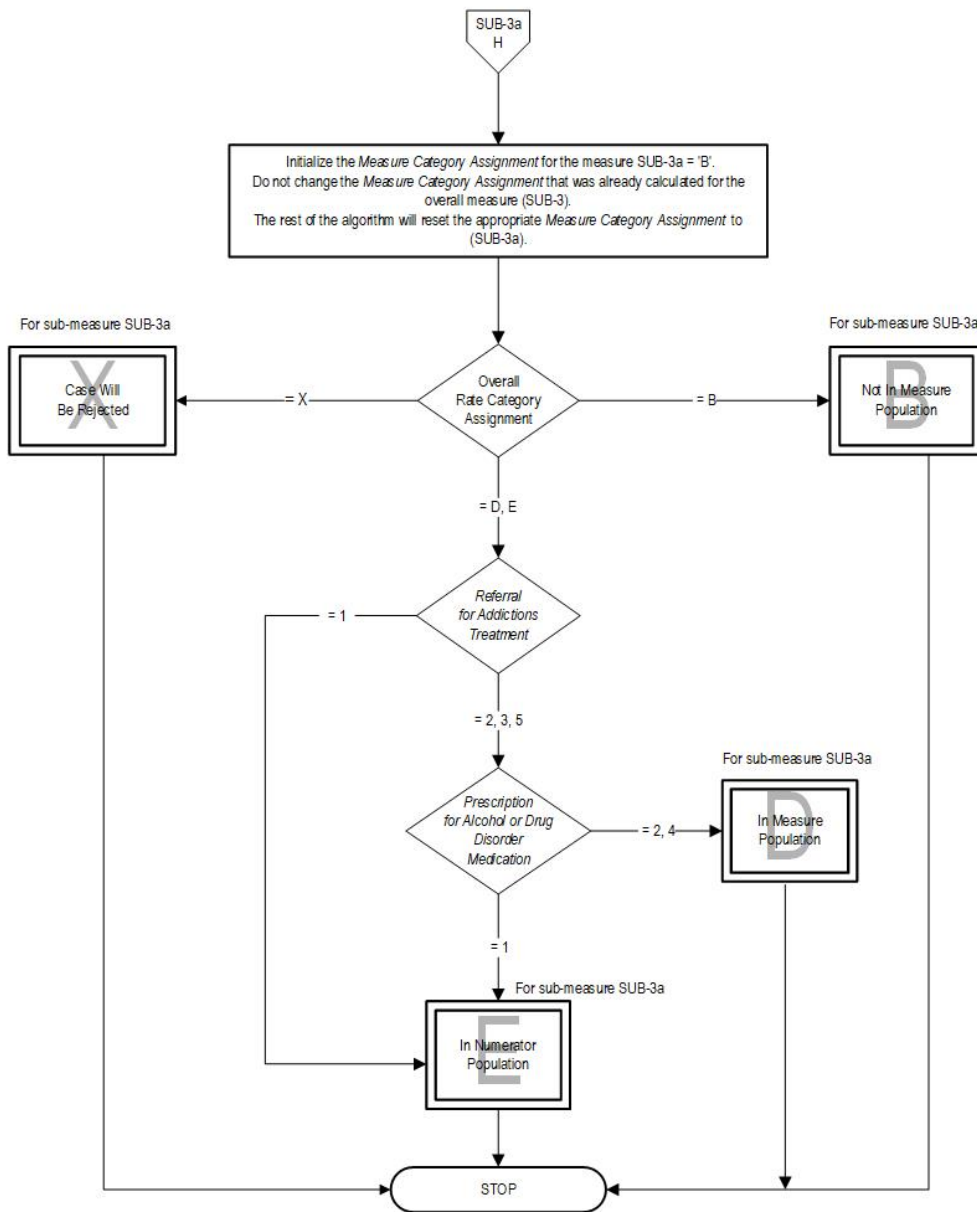 SUB-3a
H
Initialize the Measure Category Assignment for the measure SUB-3a = 'B'.
Do not change the Measure Category Assignment that was already calculated for the
overall measure (SUB-3).
The rest of the algorithm will reset the appropriate Measure Category Assignment to
(SUB-3a).
For sub-measure SUB-3a
X
Case Will
Be Rejected
= X
Overall
Rate Category
Assignment
= B
For sub-measure SUB-3a
B
Not In Measure
Population
= D, E
Referral
for Addictions
Treatment
= 1
= 2, 3, 5
Prescription
for Alcohol or Drug
Disorder
Medication
= 2, 4
For sub-measure SUB-3a
D
In Measure
Population
= 1
For sub-measure SUB-3a
E
In Numerator
Population
STOP